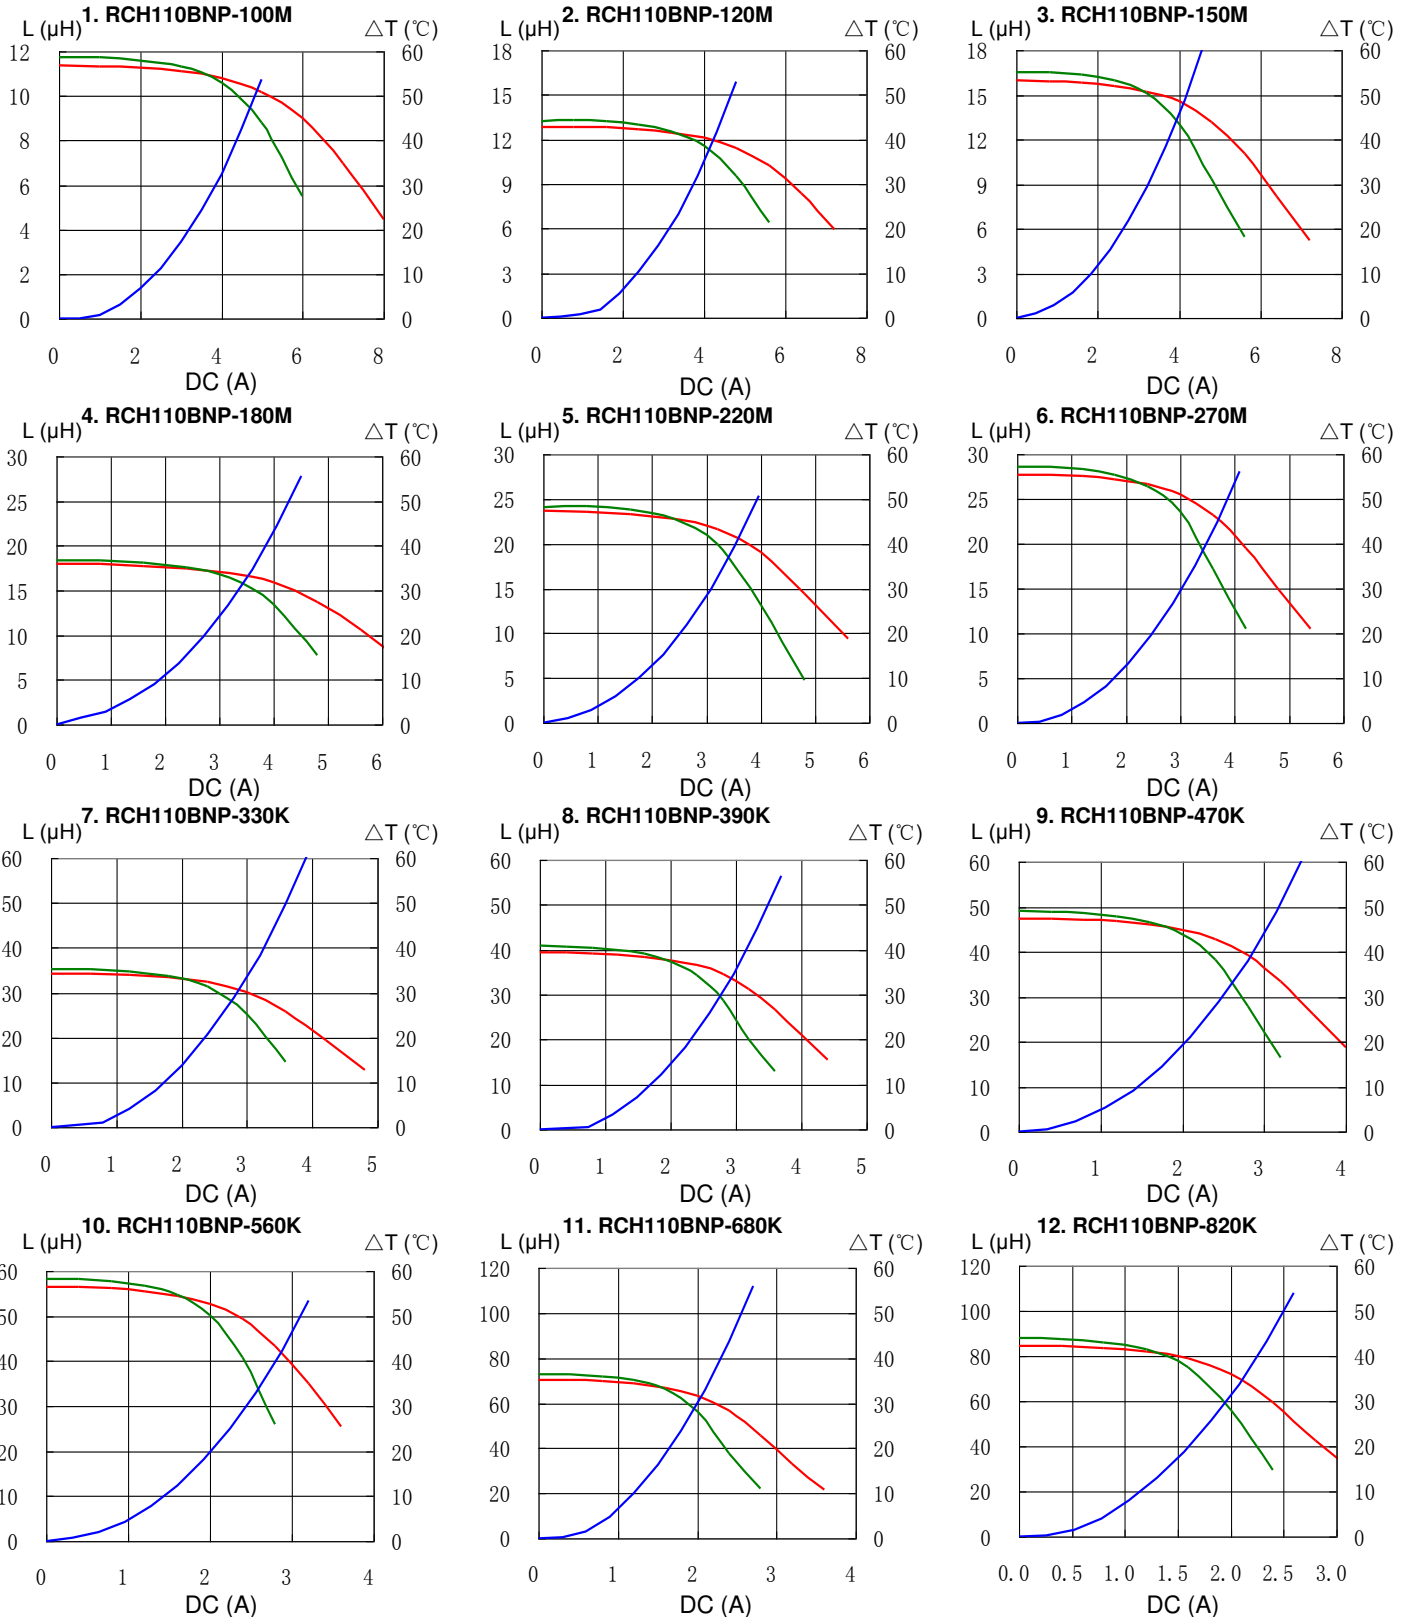 1. RCH110BNP-100M
L (µH)
△T (℃)
12
10
8
6
4
2
0
60
50
40
30
20
10
0
0 2 4 6 8
DC (A)
2. RCH110BNP-120M
L (µH)
△T (℃)
18
15
12
9
6
3
0
60
50
40
30
20
10
0
0 2 4 6 8
DC (A)
3. RCH110BNP-150M
L (µH)
△T (℃)
18
15
12
9
6
3
0
60
50
40
30
20
10
0
0 2 4 6 8
DC (A)
4. RCH110BNP-180M
L (µH)
△T (℃)
30
25
20
15
10
5
0
60
50
40
30
20
10
0
0 1 2 3 4 5 6
DC (A)
5. RCH110BNP-220M
L (µH)
△T (℃)
30
25
20
15
10
5
0
60
50
40
30
20
10
0
0 1 2 3 4 5 6
DC (A)
6. RCH110BNP-270M
L (µH)
△T (℃)
30
25
20
15
10
5
0
60
50
40
30
20
10
0
0 1 2 3 4 5 6
DC (A)
7. RCH110BNP-330K
L (µH)
△T (℃)
60
50
40
30
20
10
0
60
50
40
30
20
10
0
0 1 2 3 4 5
DC (A)
8. RCH110BNP-390K
L (µH)
△T (℃)
60
50
40
30
20
10
0
60
50
40
30
20
10
0
0 1 2 3 4 5
DC (A)
9. RCH110BNP-470K
L (µH)
△T (℃)
60
50
40
30
20
10
0
60
50
40
30
20
10
0
0 1 2 3 4
DC (A)
10. RCH110BNP-560K
L (µH)
△T (℃)
60
50
40
30
20
10
0
60
50
40
30
20
10
0
0 1 2 3 4
DC (A)
11. RCH110BNP-680K
L (µH)
△T (℃)
120
100
80
60
40
20
0
60
50
40
30
20
10
0
0 1 2 3 4
DC (A)
12. RCH110BNP-820K
L (µH)
△T (℃)
120
100
80
60
40
20
0
60
50
40
30
20
10
0
0.0 0.5 1.0 1.5 2.0 2.5 3.0
DC (A)